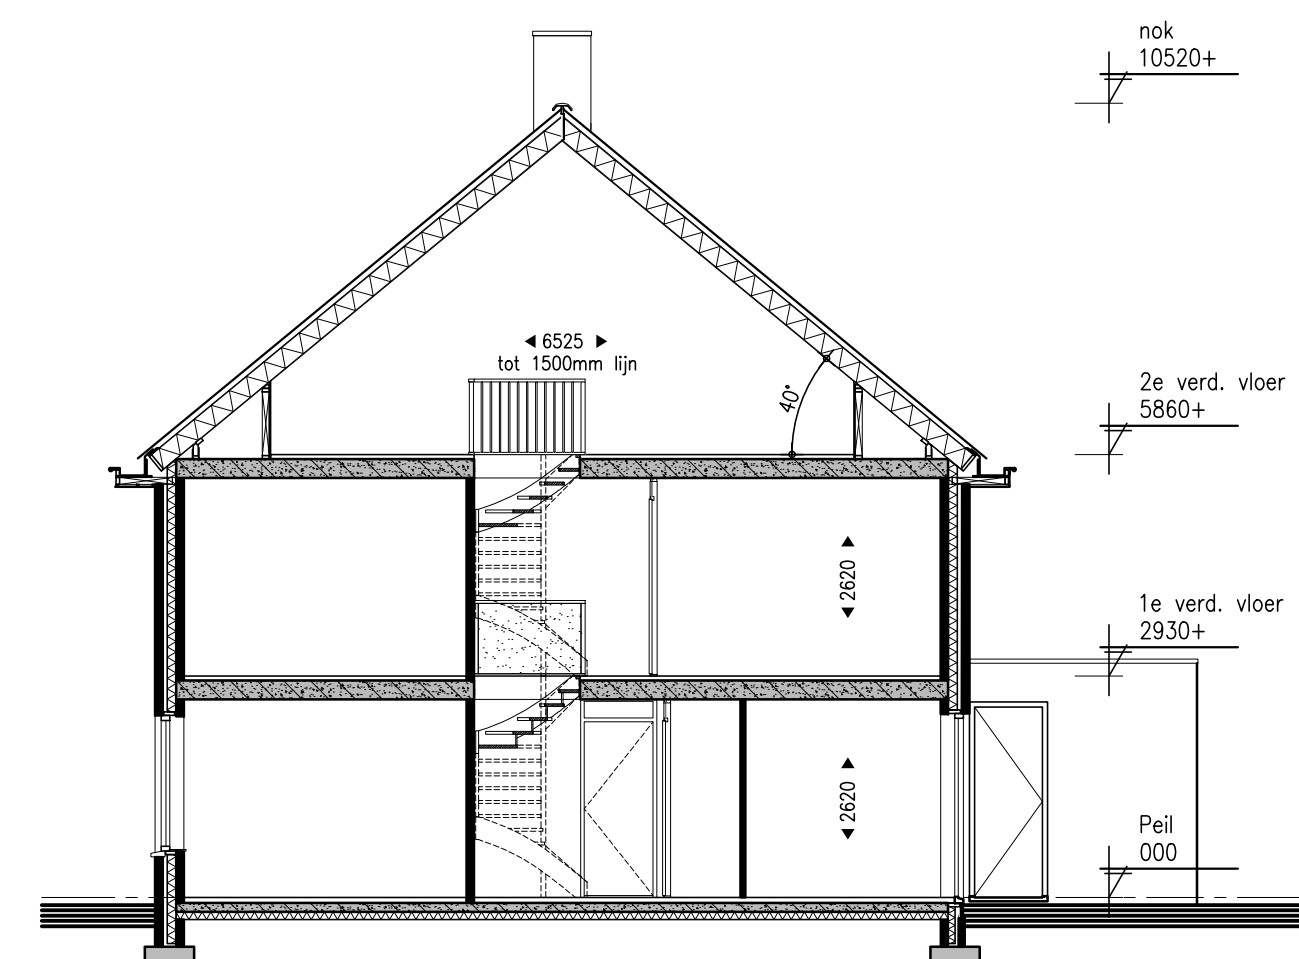 nok
10520+
6525
tot 1500mm lijn
40°
2e verd. vloer
5860+
2620
1e verd. vloer
2930+
2620
Peil
000